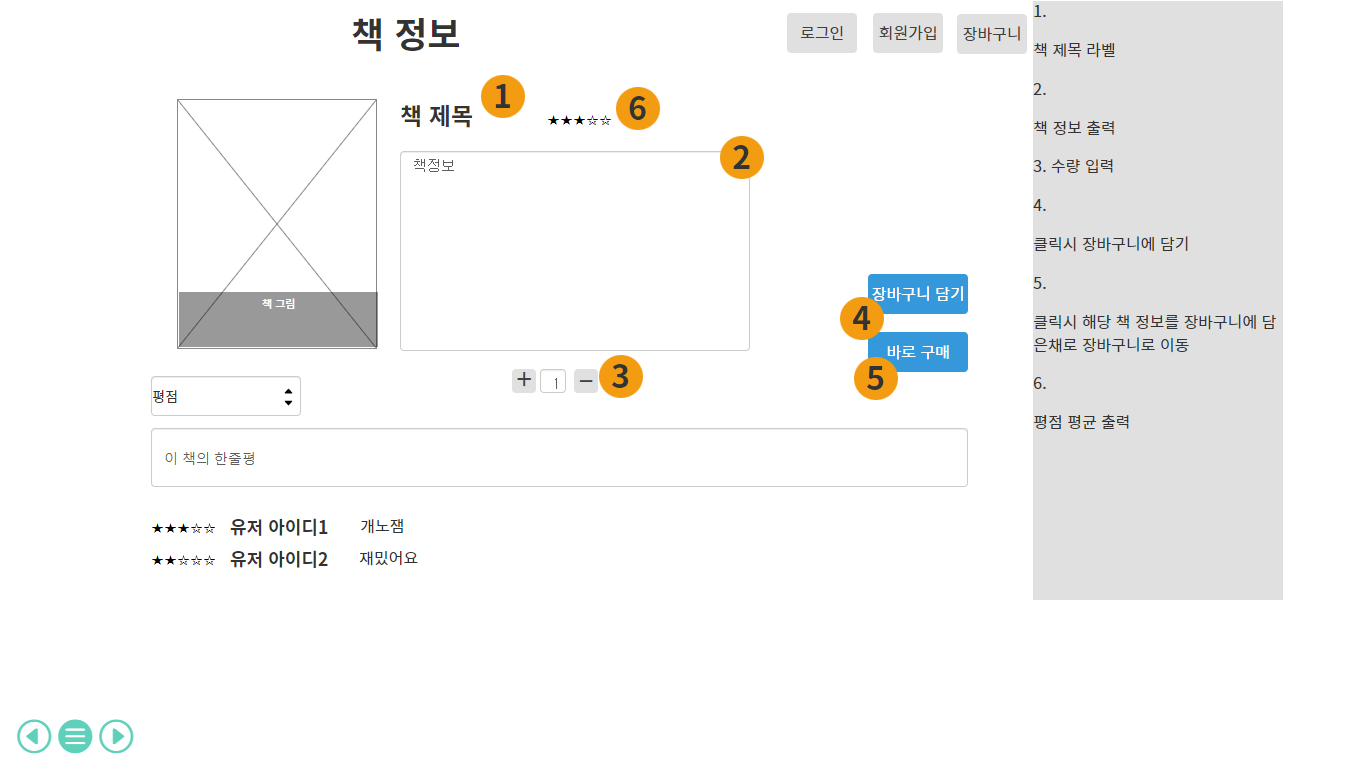 책 정보
로그인
회원가입
장바구니
책 제목
1
★★★☆☆
6
책정보
2
책 그림
장바구니 담기
4
바로 구매
5
+
1
−
3
평점
이 책의 한줄평
★★★☆☆ 유저 아이디1 개노잼
★★☆☆☆ 유저 아이디2 재밌어요
1.
책 제목 라벨
2.
책 정보 출력
3. 수량 입력
4.
클릭시 장바구니에 담기
5.
클릭시 해당 책 정보를 장바구니에 담
은채로 장바구니로 이동
6.
평점 평균 출력